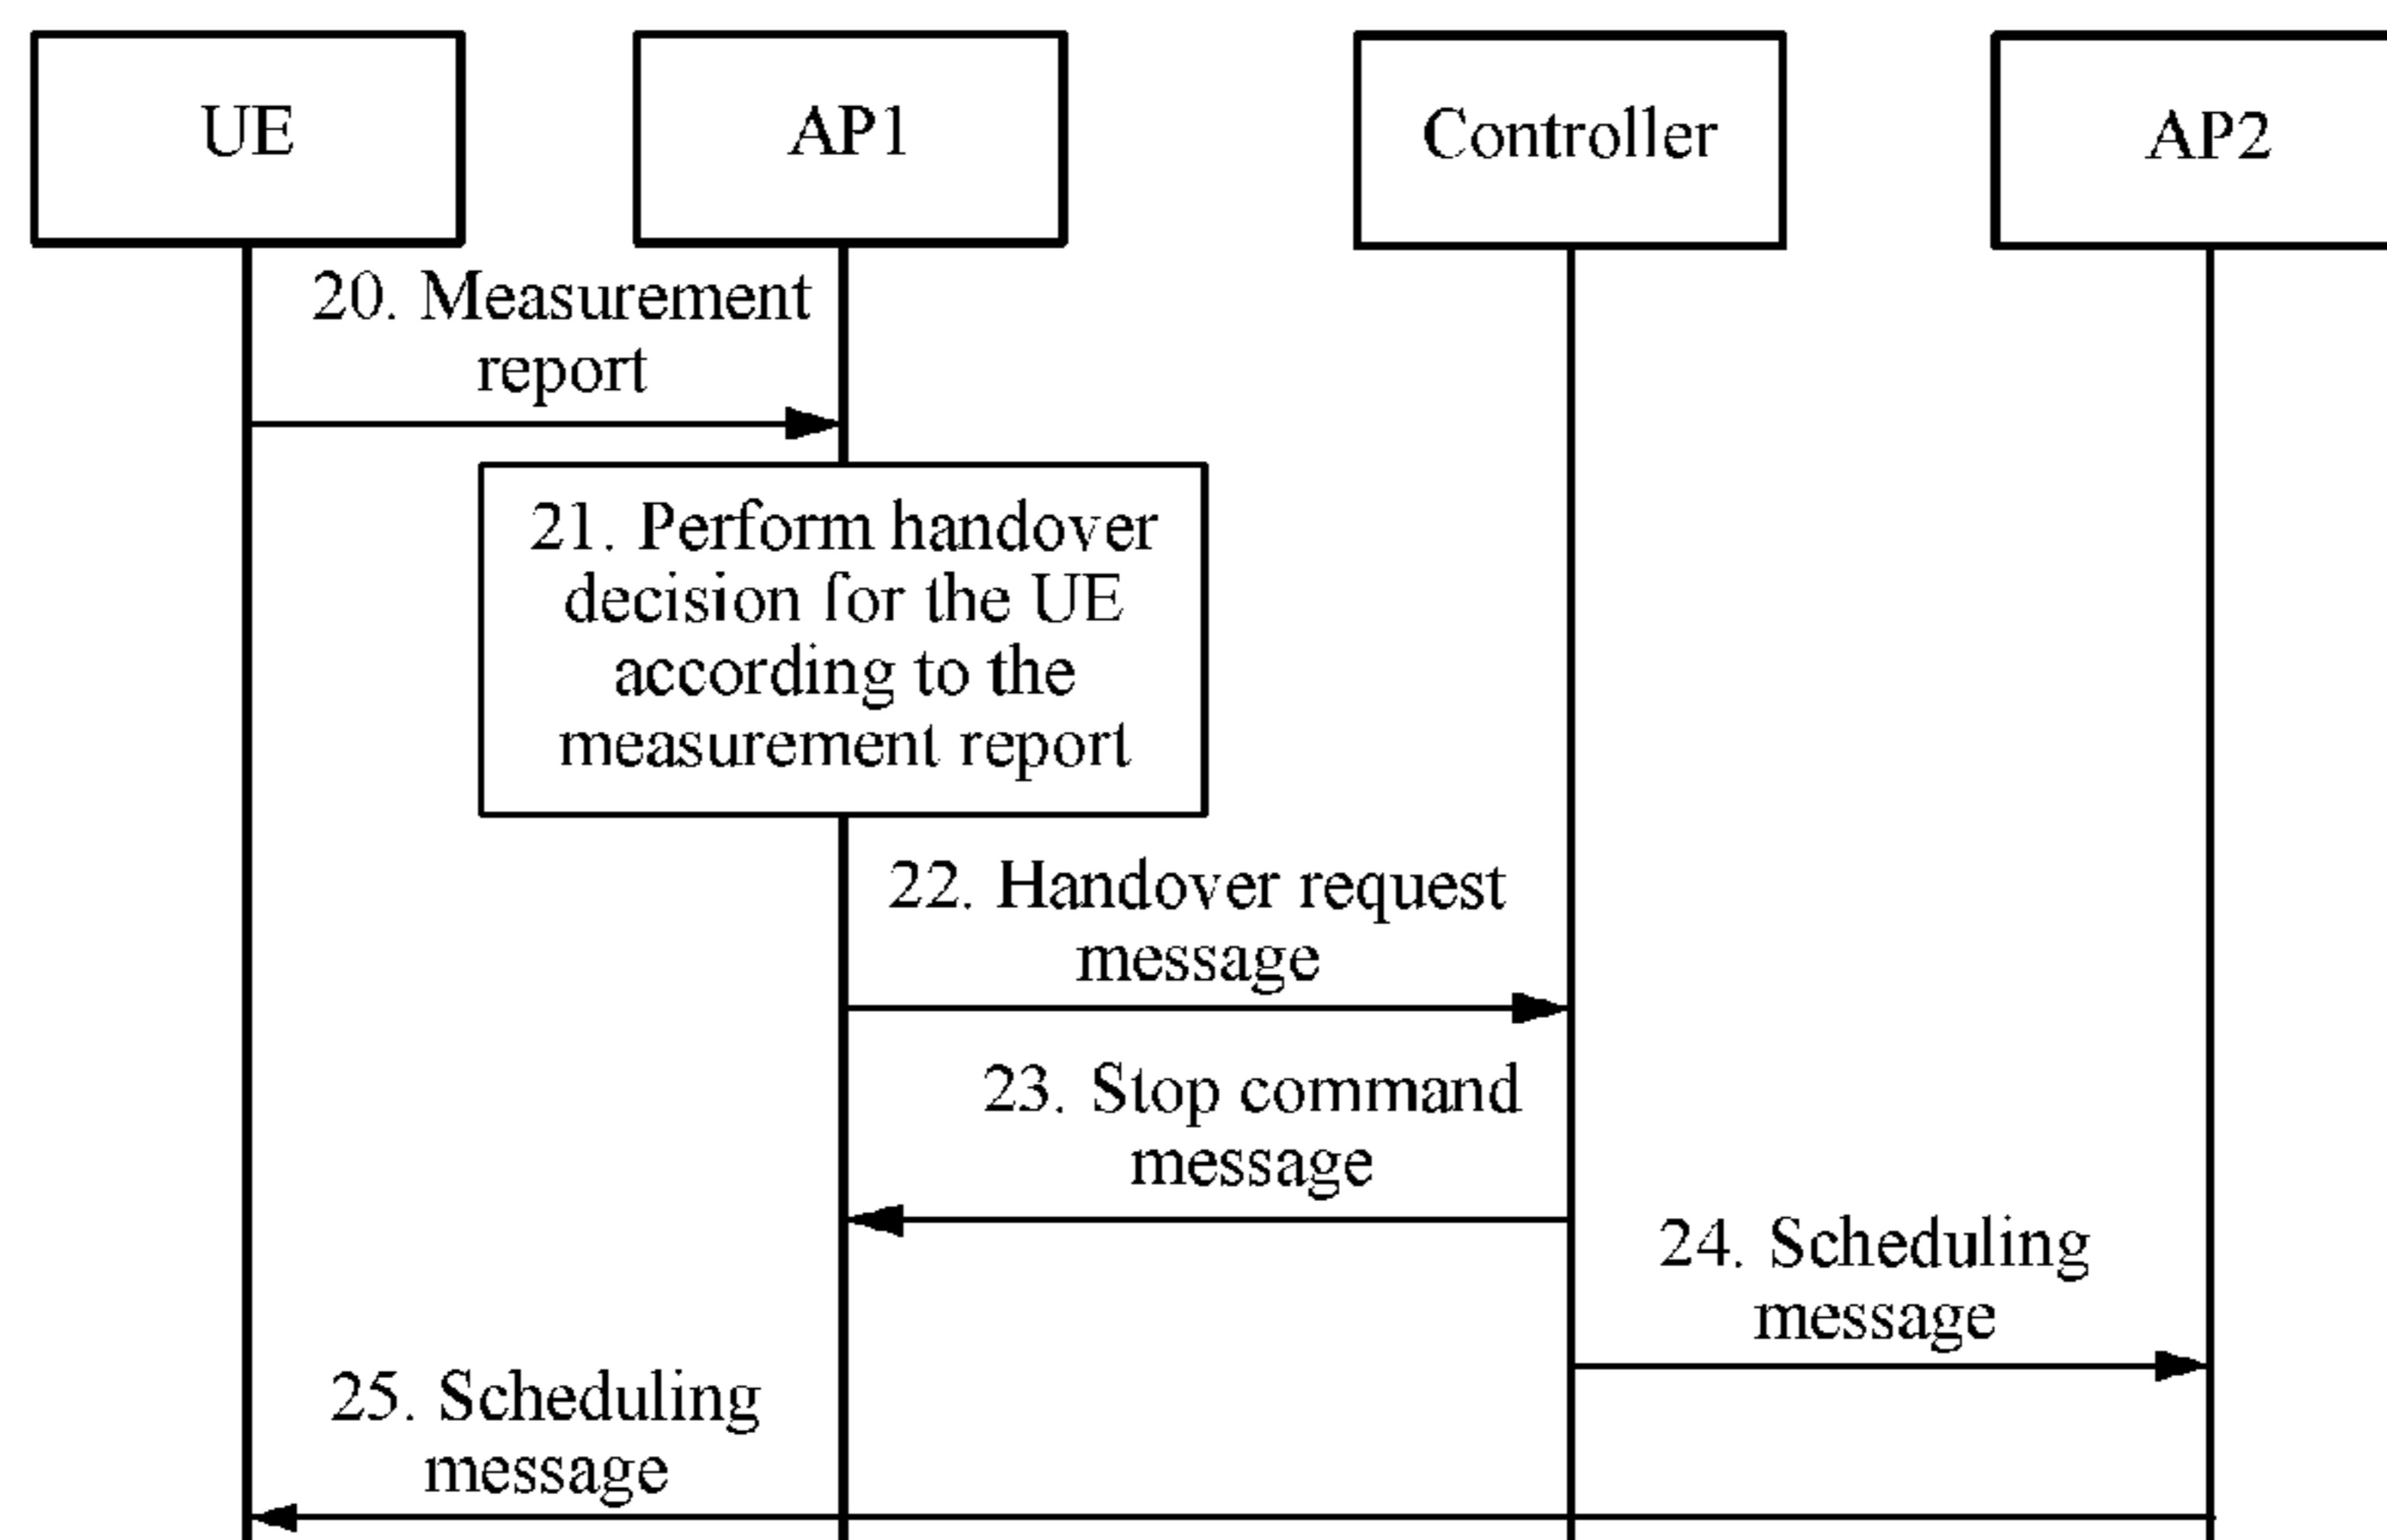 UE
AP1
Controller
AP2
20. Measurement
report
21. Perform handover
decision for the UE
according to the
measurement report
22. Handover request
message
23. Stop command
message
24. Scheduling
message
25. Scheduling
message